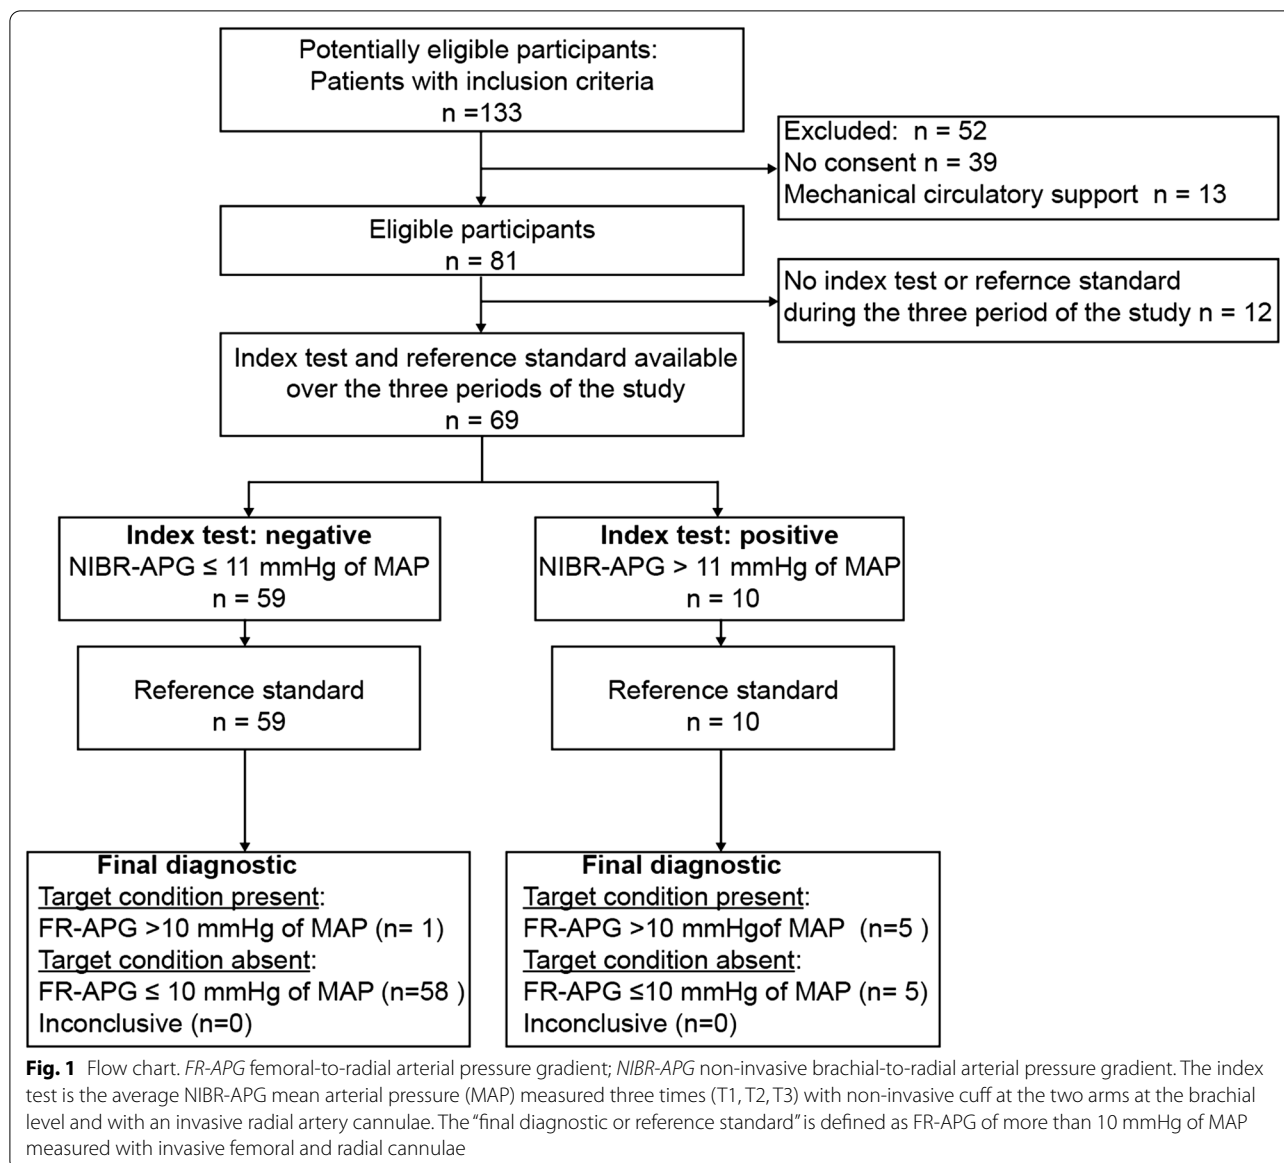 Potentially eligible participants:
Patients with inclusion criteria
n =133
Excluded: n = 52
No consent n = 39
Mechanical circulatory support n = 13
Eligible participants
n = 81
No index test or refernce standard
during the three period of the study n = 12
Index test and reference standard available
over the three periods of the study
n = 69
Index test: negative
NIBR-APG ≤ 11 mmHg of MAP
n = 59
Index test: positive
NIBR-APG > 11 mmHg of MAP
n = 10
Reference standard
n = 59
Reference standard
n = 10
Final diagnostic
Target condition present:
FR-APG >10 mmHg of MAP (n= 1)
Target condition absent:
FR-APG ≤ 10 mmHg of MAP (n=58 )
Inconclusive (n=0)
Final diagnostic
Target condition present:
FR-APG >10 mmHgof MAP (n=5 )
Target condition absent:
FR-APG ≤10 mmHg of MAP (n= 5)
Inconclusive (n=0)
Fig. 1 Flow chart. FR-APG femoral-to-radial arterial pressure gradient; NIBR-APG non-invasive brachial-to-radial arterial pressure gradient. The index
test is the average NIBR-APG mean arterial pressure (MAP) measured three times (T1, T2, T3) with non-invasive cuff at the two arms at the brachial
level and with an invasive radial artery cannulae. The “final diagnostic or reference standard” is defined as FR-APG of more than 10 mmHg of MAP
measured with invasive femoral and radial cannulae